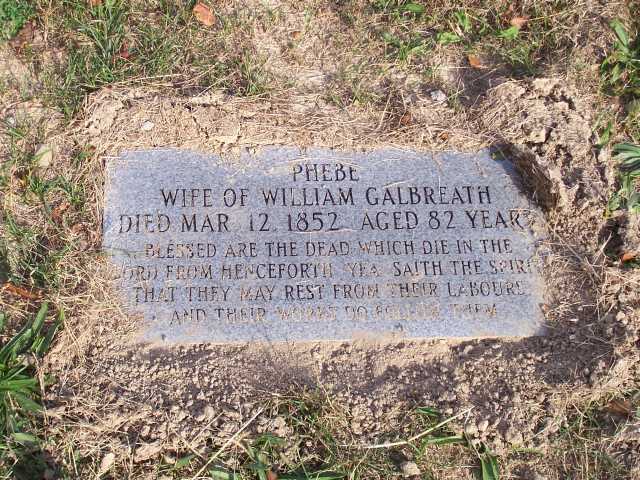 PHEBE
WIFE OF WILLIAM GALBREATH
DIED MAR. 12, 1852 AGED 82 YEARS
BLESSED ARE THE DEAD WHICH DIE IN THE
LORD FROM HENCEFORTH, YEA, SAITH THE SPIRIT
THAT THEY MAY REST FROM THEIR LABOURE
AND THEIR WORKS DO FOLLOW THEM